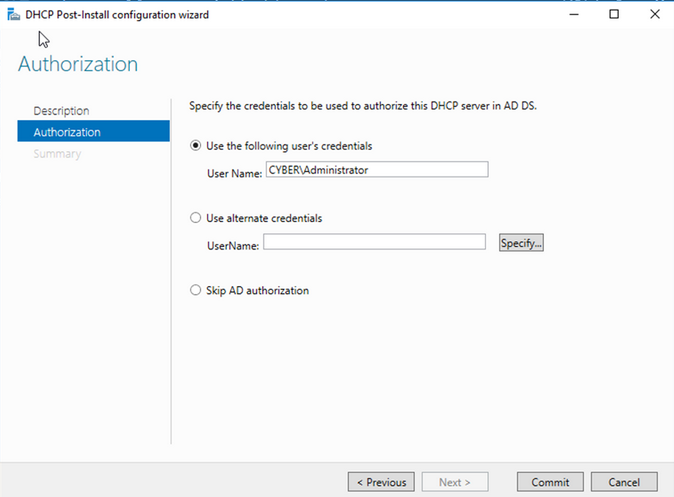 DHCP Post-Install configuration wizard
Authorization
Description
Authorization
Summary
Specify the credentials to be used to authorize this DHCP server in AD DS.
Use the following user's credentials
User Name: CYBER\Administrator
Use alternate credentials
UserName:
Specify...
Skip AD authorization
< Previous
Next >
Commit
Cancel